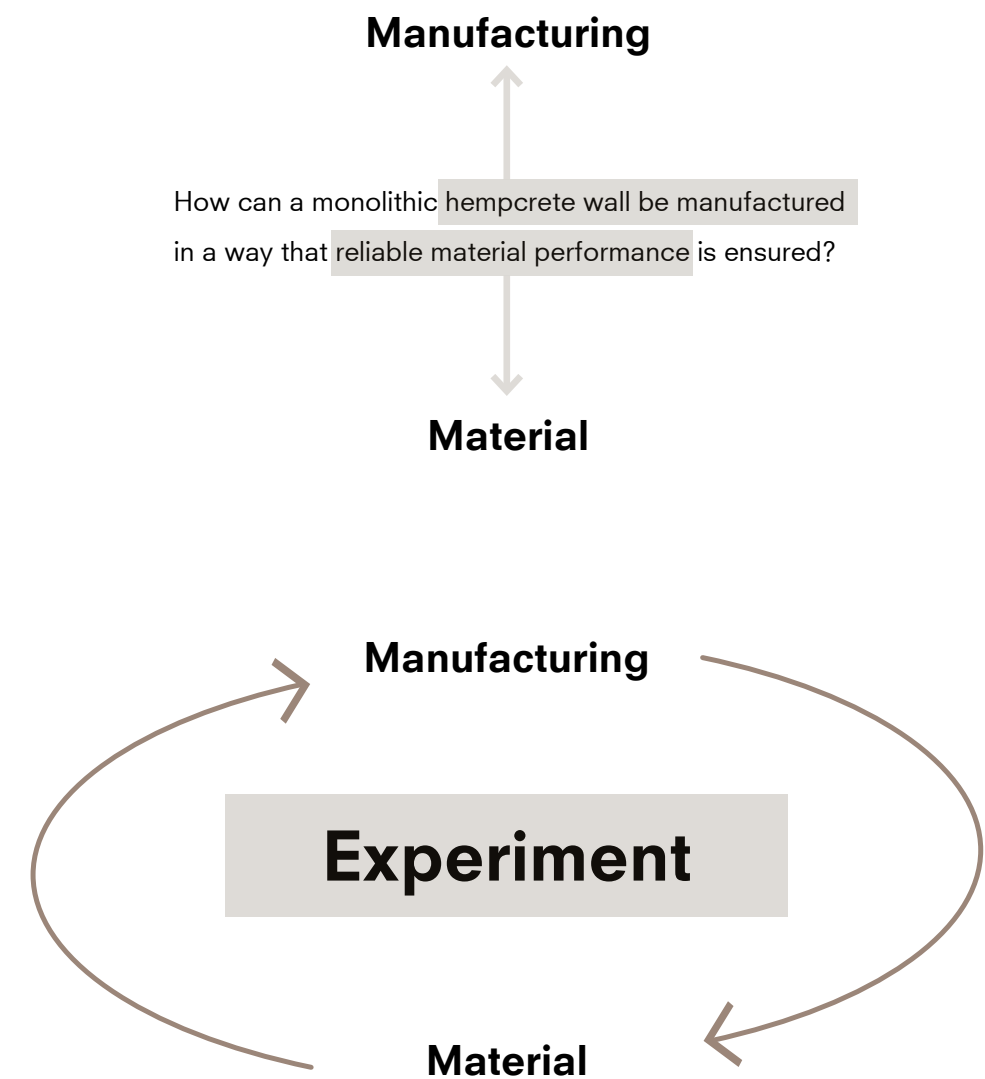 Manufacturing
How can a monolithic hempcrete wall be manufactured
in a way that reliable material performance is ensured?
Material
Manufacturing
Experiment
Material